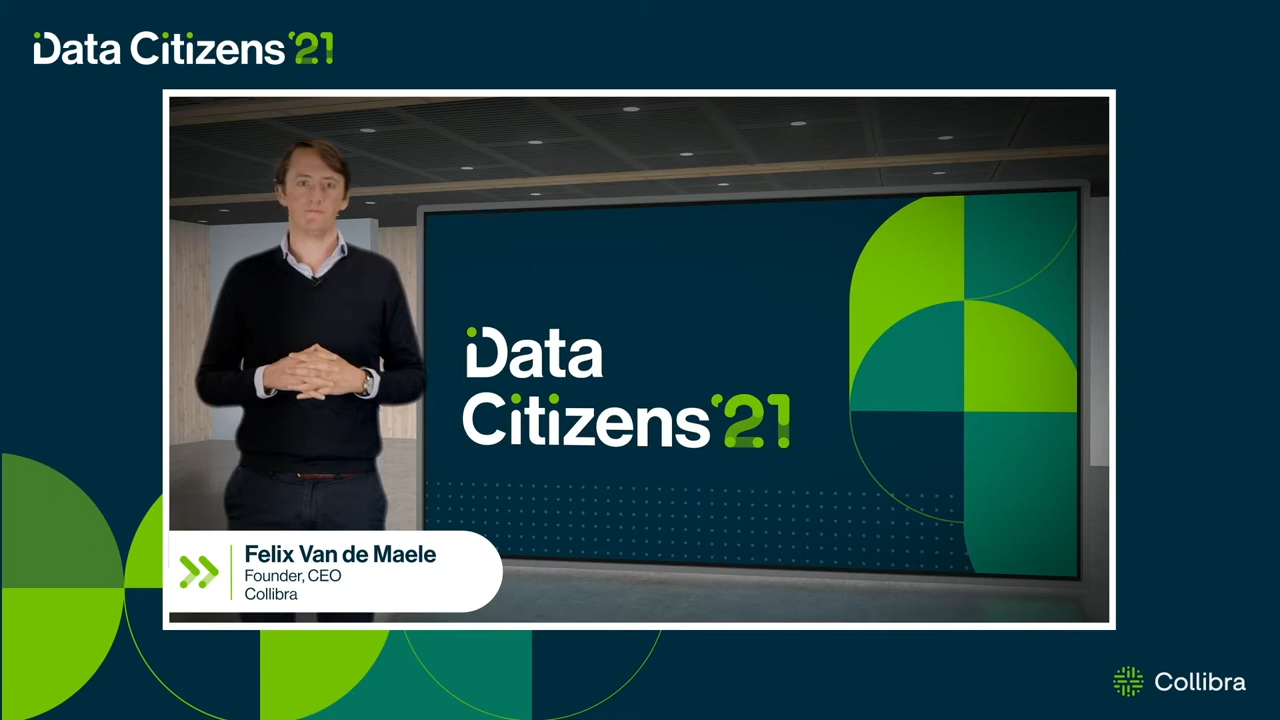 Data Citizens '21
Data
Citizens '21
Felix Van de Maele
Founder, CEO
Collibra
Collibra